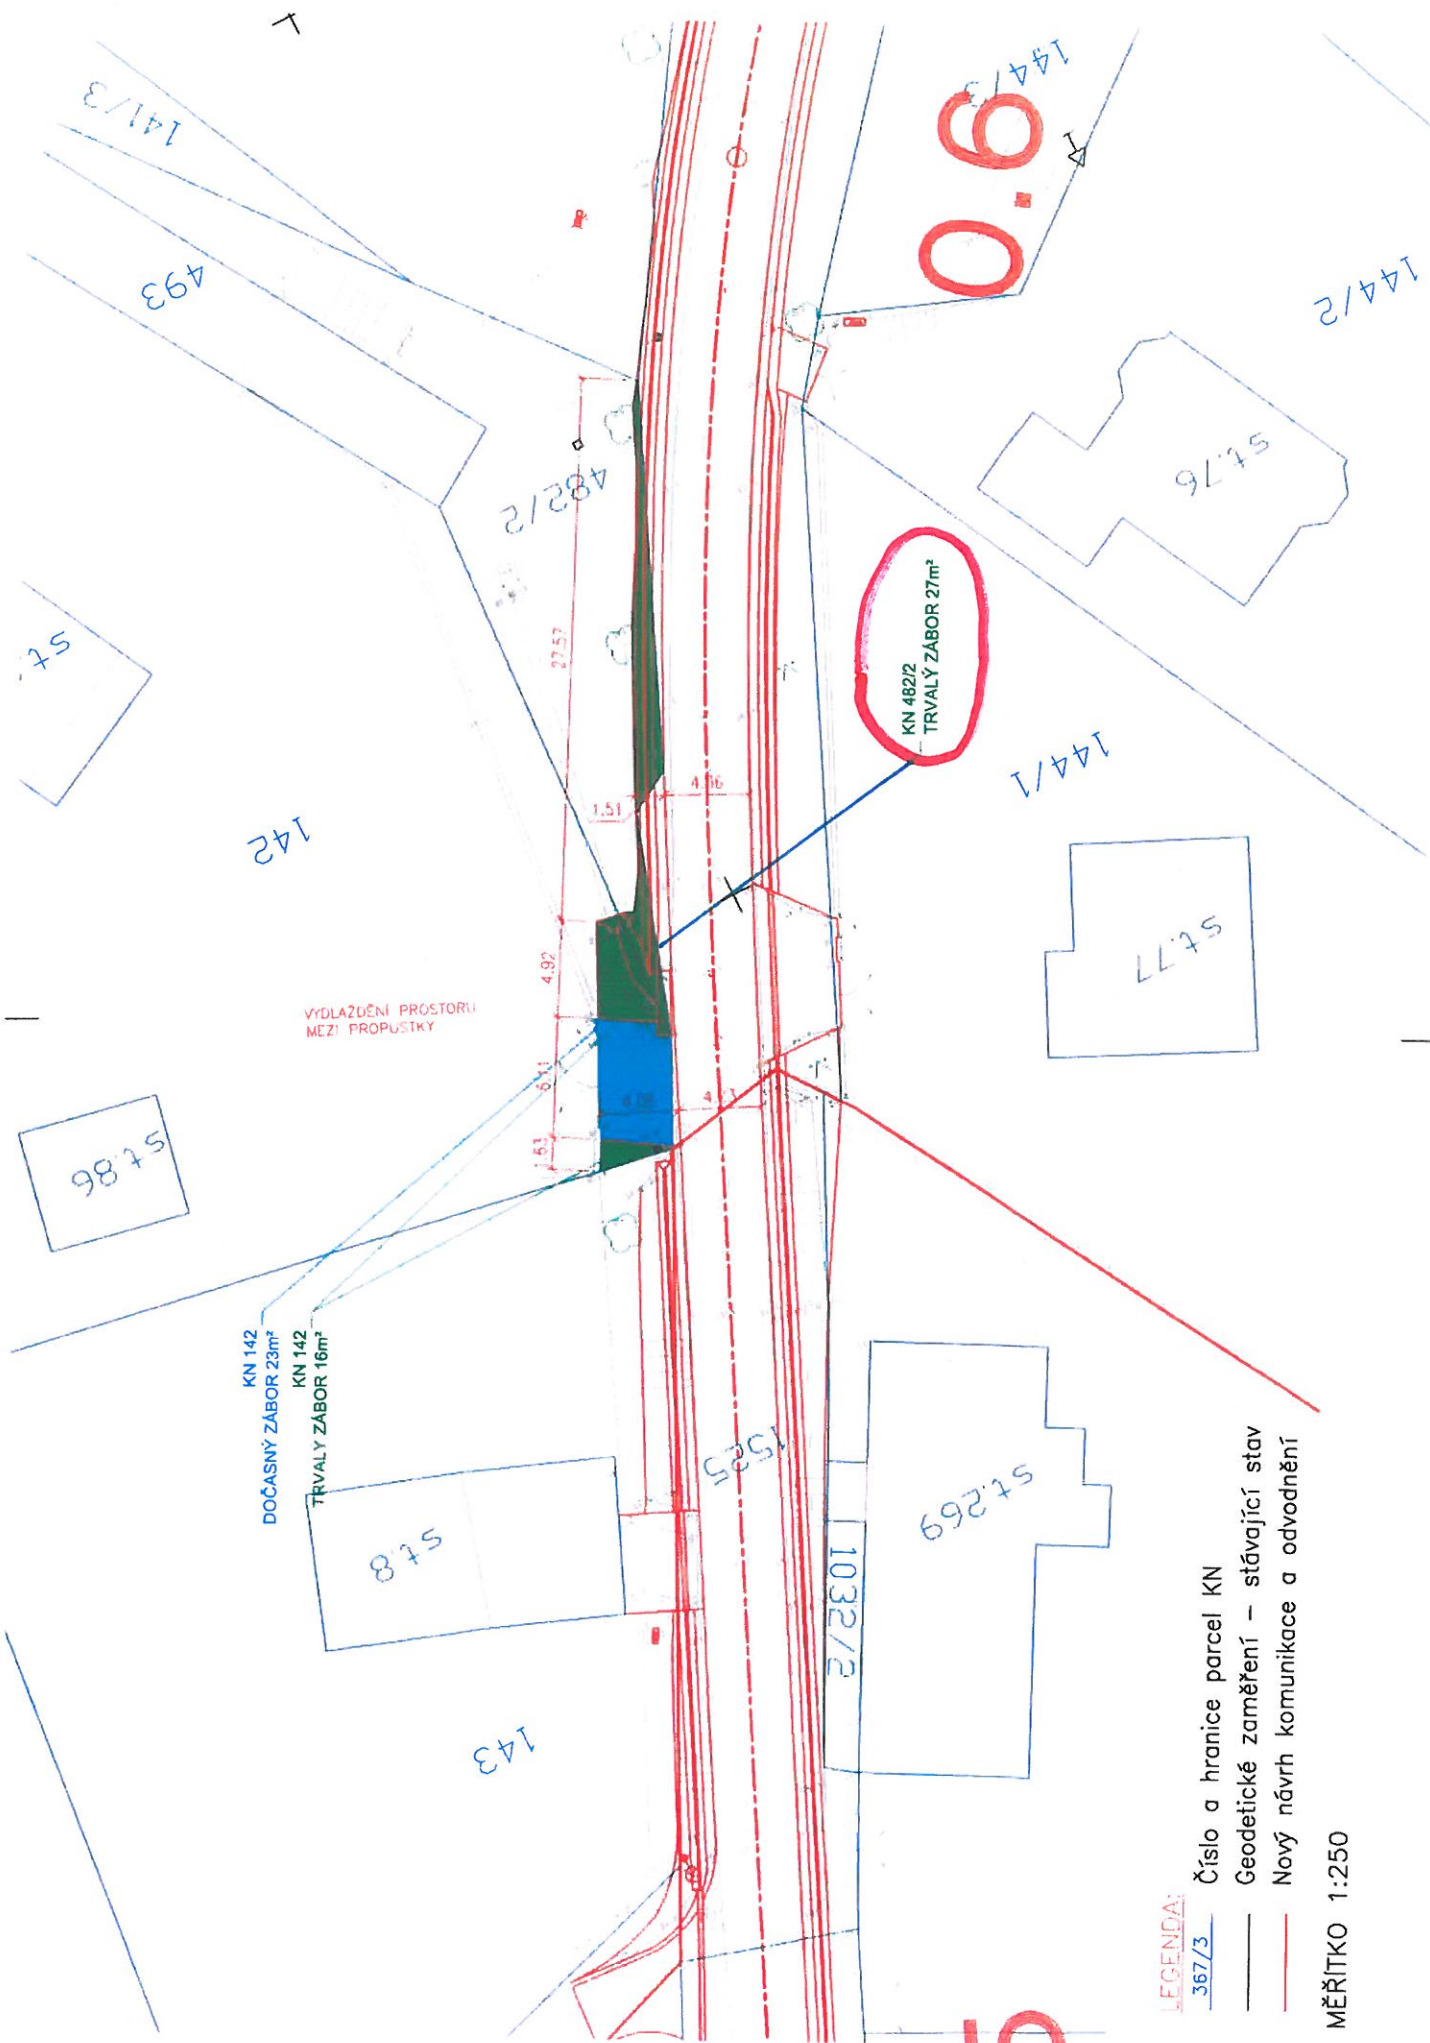 141/3
493
144/3
0.6
144/2
482/2
st.76
27.57
KN 482/2
TRVALÝ ZÁBOR 27m²
st.
142
144/1
1.51
st.77
4.92
VYDLÁŽDĚNÍ PROSTORU
MEZI PROPUSTKY
1.53
st.86
KN 142
DOČASNÝ ZÁBOR 23m²
KN 142
TRVALÝ ZÁBOR 16m²
1525
st.8
st.269
1032/2
143
LEGENDA:
367/3 Číslo a hranice parcel KN
Geodetické zaměření – stávající stav
Nový návrh komunikace a odvodnění
MĚŘÍTKO 1:250